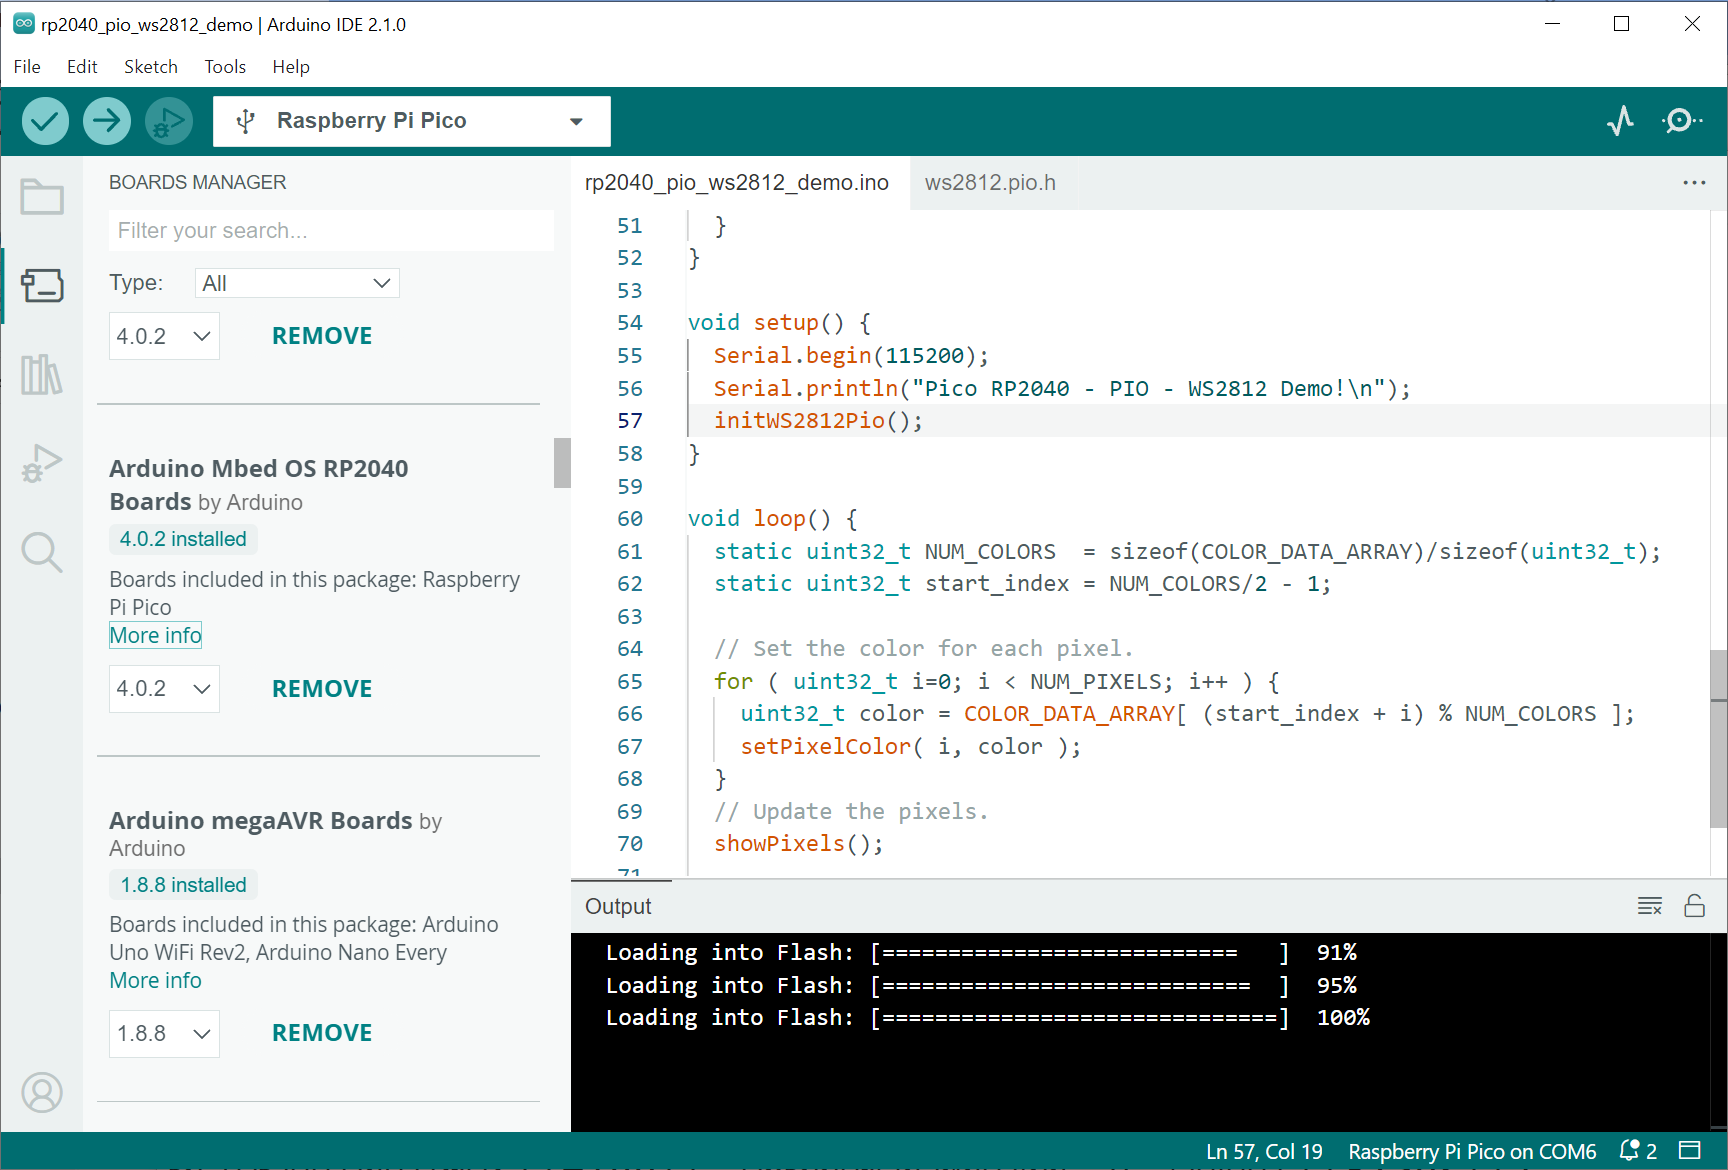 rp2040_pio_ws2812_demo | Arduino IDE 2.1.0
File Edit Sketch Tools Help
Raspberry Pi Pico
BOARDS MANAGER
Filter your search...
Type: All
4.0.2 REMOVE
Arduino Mbed OS RP2040
Boards by Arduino
4.0.2 installed
Boards included in this package: Raspberry
Pi Pico
More info
4.0.2 REMOVE
Arduino megaAVR Boards by
Arduino
1.8.8 installed
Boards included in this package: Arduino
Uno WiFi Rev2, Arduino Nano Every
More info
1.8.8 REMOVE
rp2040_pio_ws2812_demo.ino ws2812.pio.h
51 }
52 }
53
54 void setup() {
55 Serial.begin(115200);
56 Serial.println("Pico RP2040 - PIO - WS2812 Demo!\n");
57 initWS2812Pio();
58 }
59
60 void loop() {
61 static uint32_t NUM_COLORS  = sizeof(COLOR_DATA_ARRAY)/sizeof(uint32_t);
62 static uint32_t start_index = NUM_COLORS/2 - 1;
63
64 // Set the color for each pixel.
65 for ( uint32_t i=0; i < NUM_PIXELS; i++ ) {
66 uint32_t color = COLOR_DATA_ARRAY[ (start_index + i) % NUM_COLORS ];
67 setPixelColor( i, color );
68 }
69 // Update the pixels.
70 showPixels();
71
Output
Loading into Flash: [===========================   ]  91%
Loading into Flash: [============================  ]  95%
Loading into Flash: [==============================]  100%
Ln 57, Col 19 Raspberry Pi Pico on COM6 2